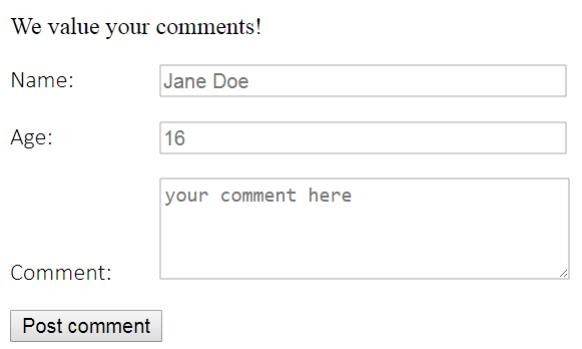 We value your comments!
Name: Jane Doe
Age: 16
your comment here
Comment:
Post comment